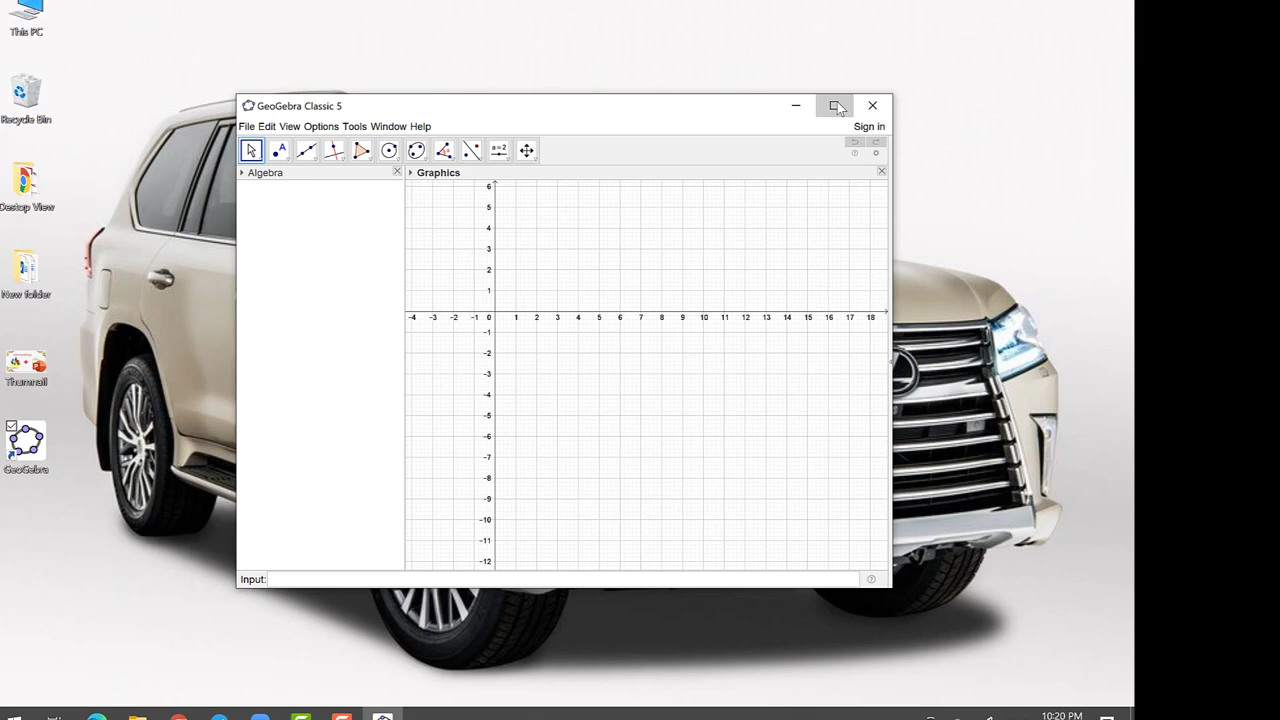 This PC
Recycle Bin
Destop View
New folder
Thumnail
GeoGebra
GeoGebra Classic 5
File Edit View Options Tools Window Help
Sign in
A
a=2
Algebra
Graphics
6
5
4
3
2
1
-4 -3 -2 -1 0 1 2 3 4 5 6 7 8 9 10 11 12 13 14 15 16 17 18
-1
-2
-3
-4
-5
-6
-7
-8
-9
-10
-11
-12
Input:
10:20 PM